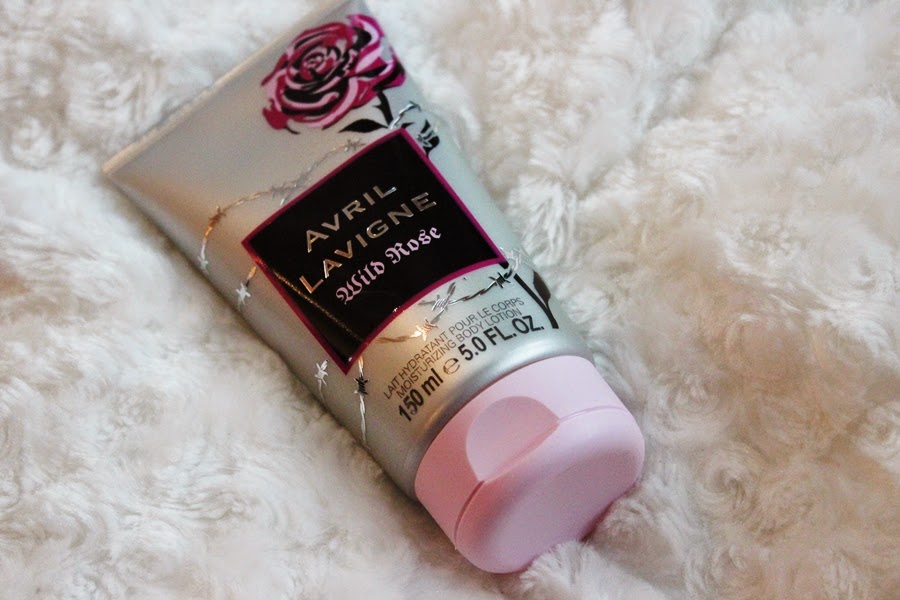 AVRIL
LAVIGNE
Wild Rose
LAIT HYDRATANT POUR LE CORPS
MOISTURIZING BODY LOTION
150 ml e 5.0 FL.OZ.